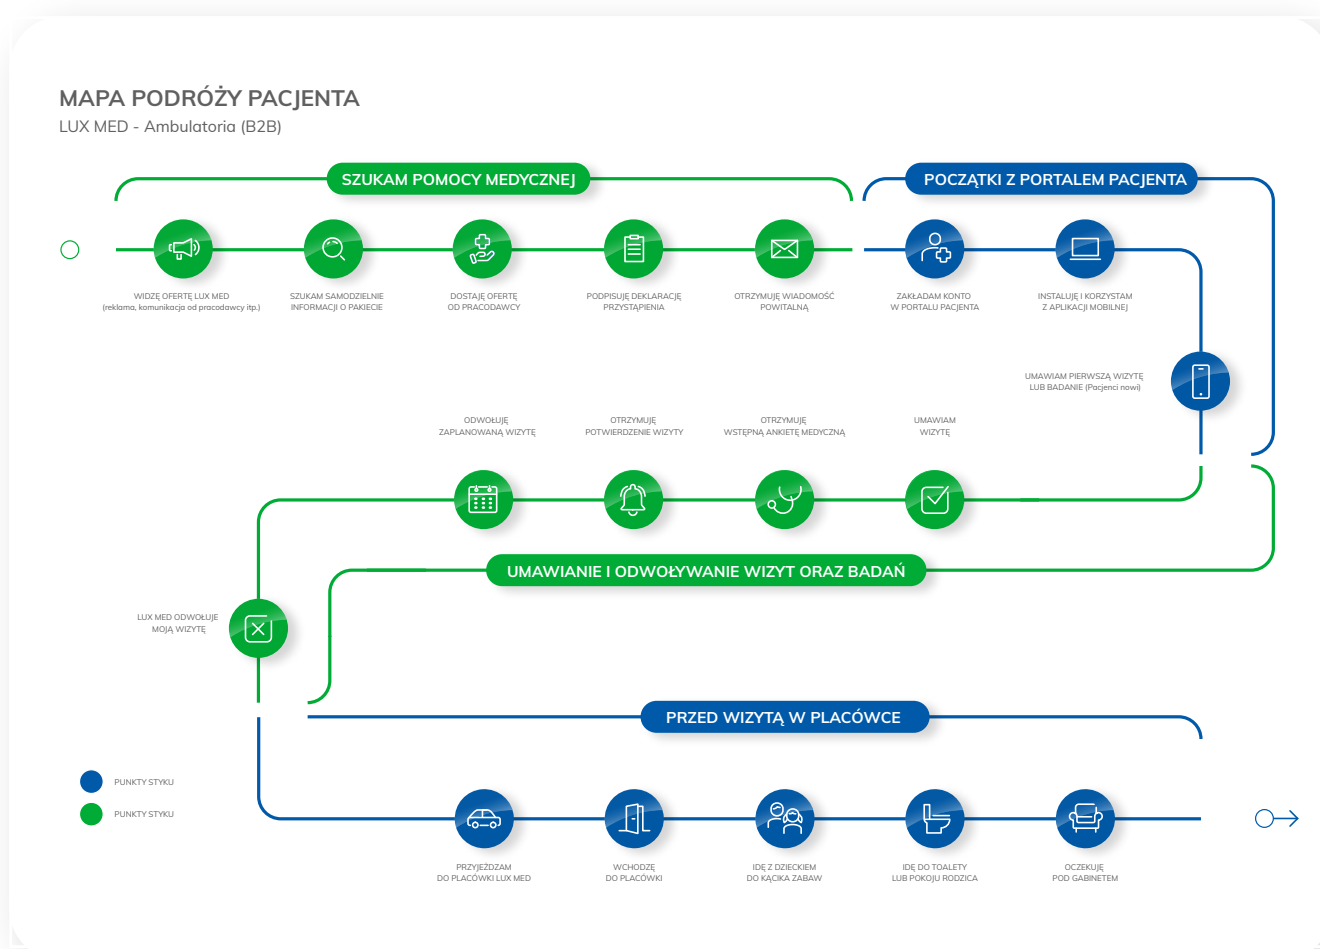 MAPA PODRÓŻY PACJENTA
LUX MED - Ambulatoria (B2B)
SZUKAM POMOCY MEDYCZNEJ
POCZĄTKI Z PORTALEM PACJENTA
WIDZĘ OFERTĘ LUX MED
(reklama, komunikacja od pracodawcy itp.)
SZUKAM SAMODZIELNIE
INFORMACJI O PAKIECIE
DOSTAJĘ OFERTĘ
OD PRACODAWCY
PODPISUJĘ DEKLARACJĘ
PRZYSTĄPIENIA
OTRZYMUJĘ WIADOMOŚĆ
POWITALNĄ
ZAKŁADAM KONTO
W PORTALU PACJENTA
INSTALUJĘ I KORZYSTAM
Z APLIKACJI MOBILNEJ
UMAWIAM PIERWSZĄ WIZYTĘ
LUB BADANIE (Pacjenci nowi)
ODWOŁUJĘ
ZAPLANOWANĄ WIZYTĘ
OTRZYMUJĘ
POTWIERDZENIE WIZYTY
OTRZYMUJĘ
WSTĘPNĄ ANKIETĘ MEDYCZNĄ
UMAWIAM
WIZYTĘ
UMAWIANIE I ODWOŁYWANIE WIZYT ORAZ BADAŃ
LUX MED ODWOŁUJE
MOJĄ WIZYTĘ
PRZED WIZYTĄ W PLACÓWCE
PUNKTY STYKU
PUNKTY STYKU
PRZYJEŻDŻAM
DO PLACÓWKI LUX MED
WCHODZĘ
DO PLACÓWKI
IDĘ Z DZIECKIEM
DO KĄCIKA ZABAW
IDĘ DO TOALETY
LUB POKOJU RODZICA
OCZEKUJĘ
POD GABINETEM